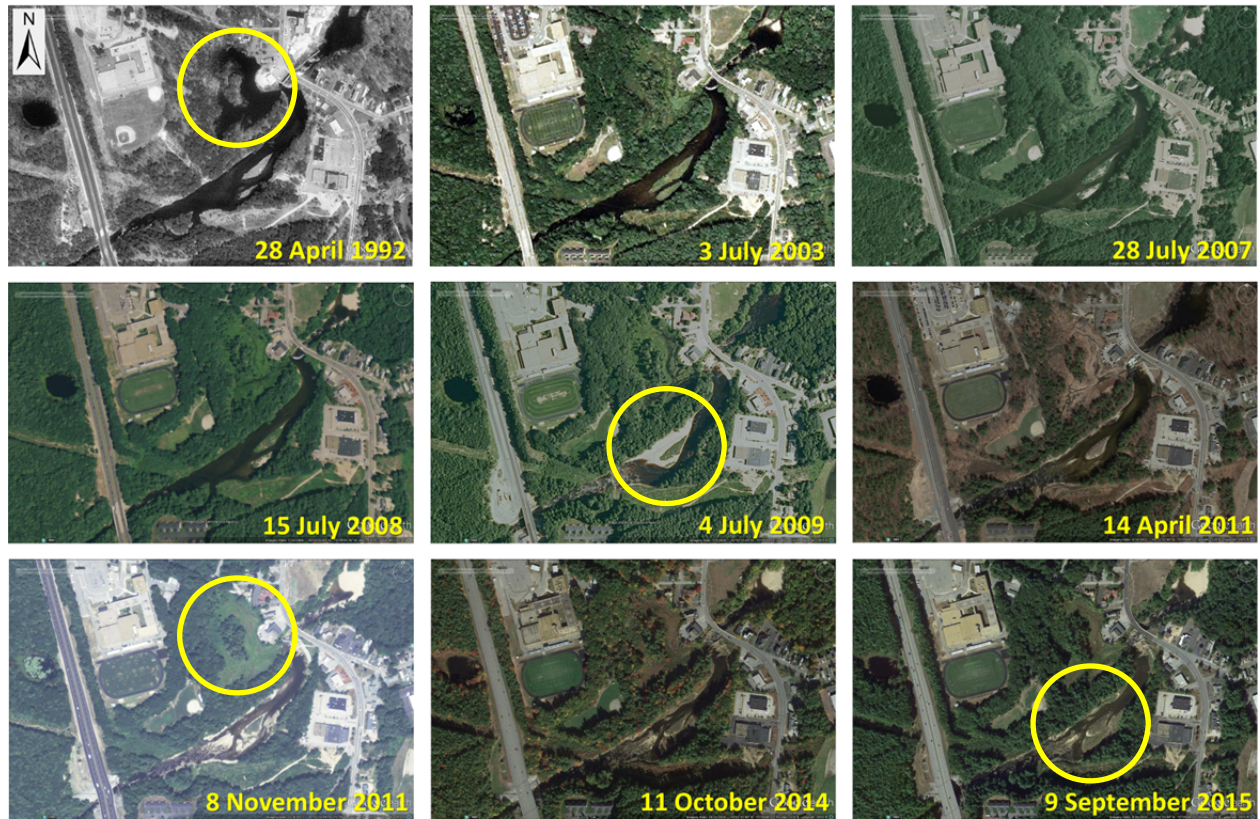 N
28 April 1992
3 July 2003
28 July 2007
15 July 2008
4 July 2009
14 April 2011
8 November 2011
11 October 2014
9 September 2015